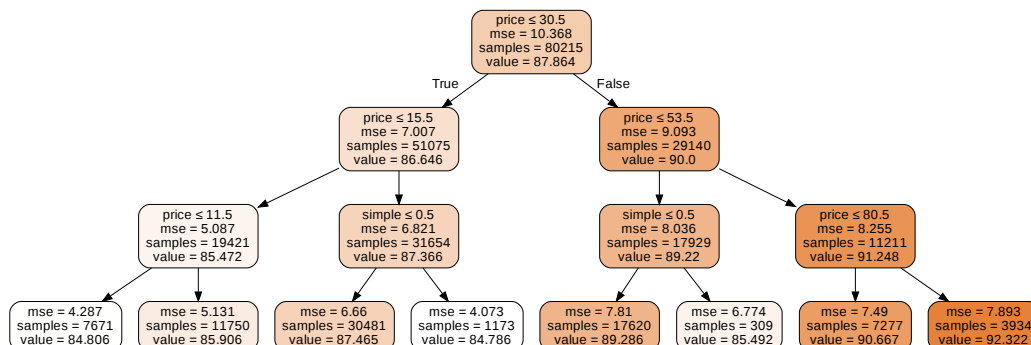 price ≤ 30.5
mse = 10.368
samples = 80215
value = 87.864
True
False
price ≤ 15.5
mse = 7.007
samples = 51075
value = 86.646
price ≤ 53.5
mse = 9.093
samples = 29140
value = 90.0
price ≤ 11.5
mse = 5.087
samples = 19421
value = 85.472
simple ≤ 0.5
mse = 6.821
samples = 31654
value = 87.366
simple ≤ 0.5
mse = 8.036
samples = 17929
value = 89.22
price ≤ 80.5
mse = 8.255
samples = 11211
value = 91.248
mse = 4.287
samples = 7671
value = 84.806
mse = 5.131
samples = 11750
value = 85.906
mse = 6.66
samples = 30481
value = 87.465
mse = 4.073
samples = 1173
value = 84.786
mse = 7.81
samples = 17620
value = 89.286
mse = 6.774
samples = 309
value = 85.492
mse = 7.49
samples = 7277
value = 90.667
mse = 7.893
samples = 3934
value = 92.322